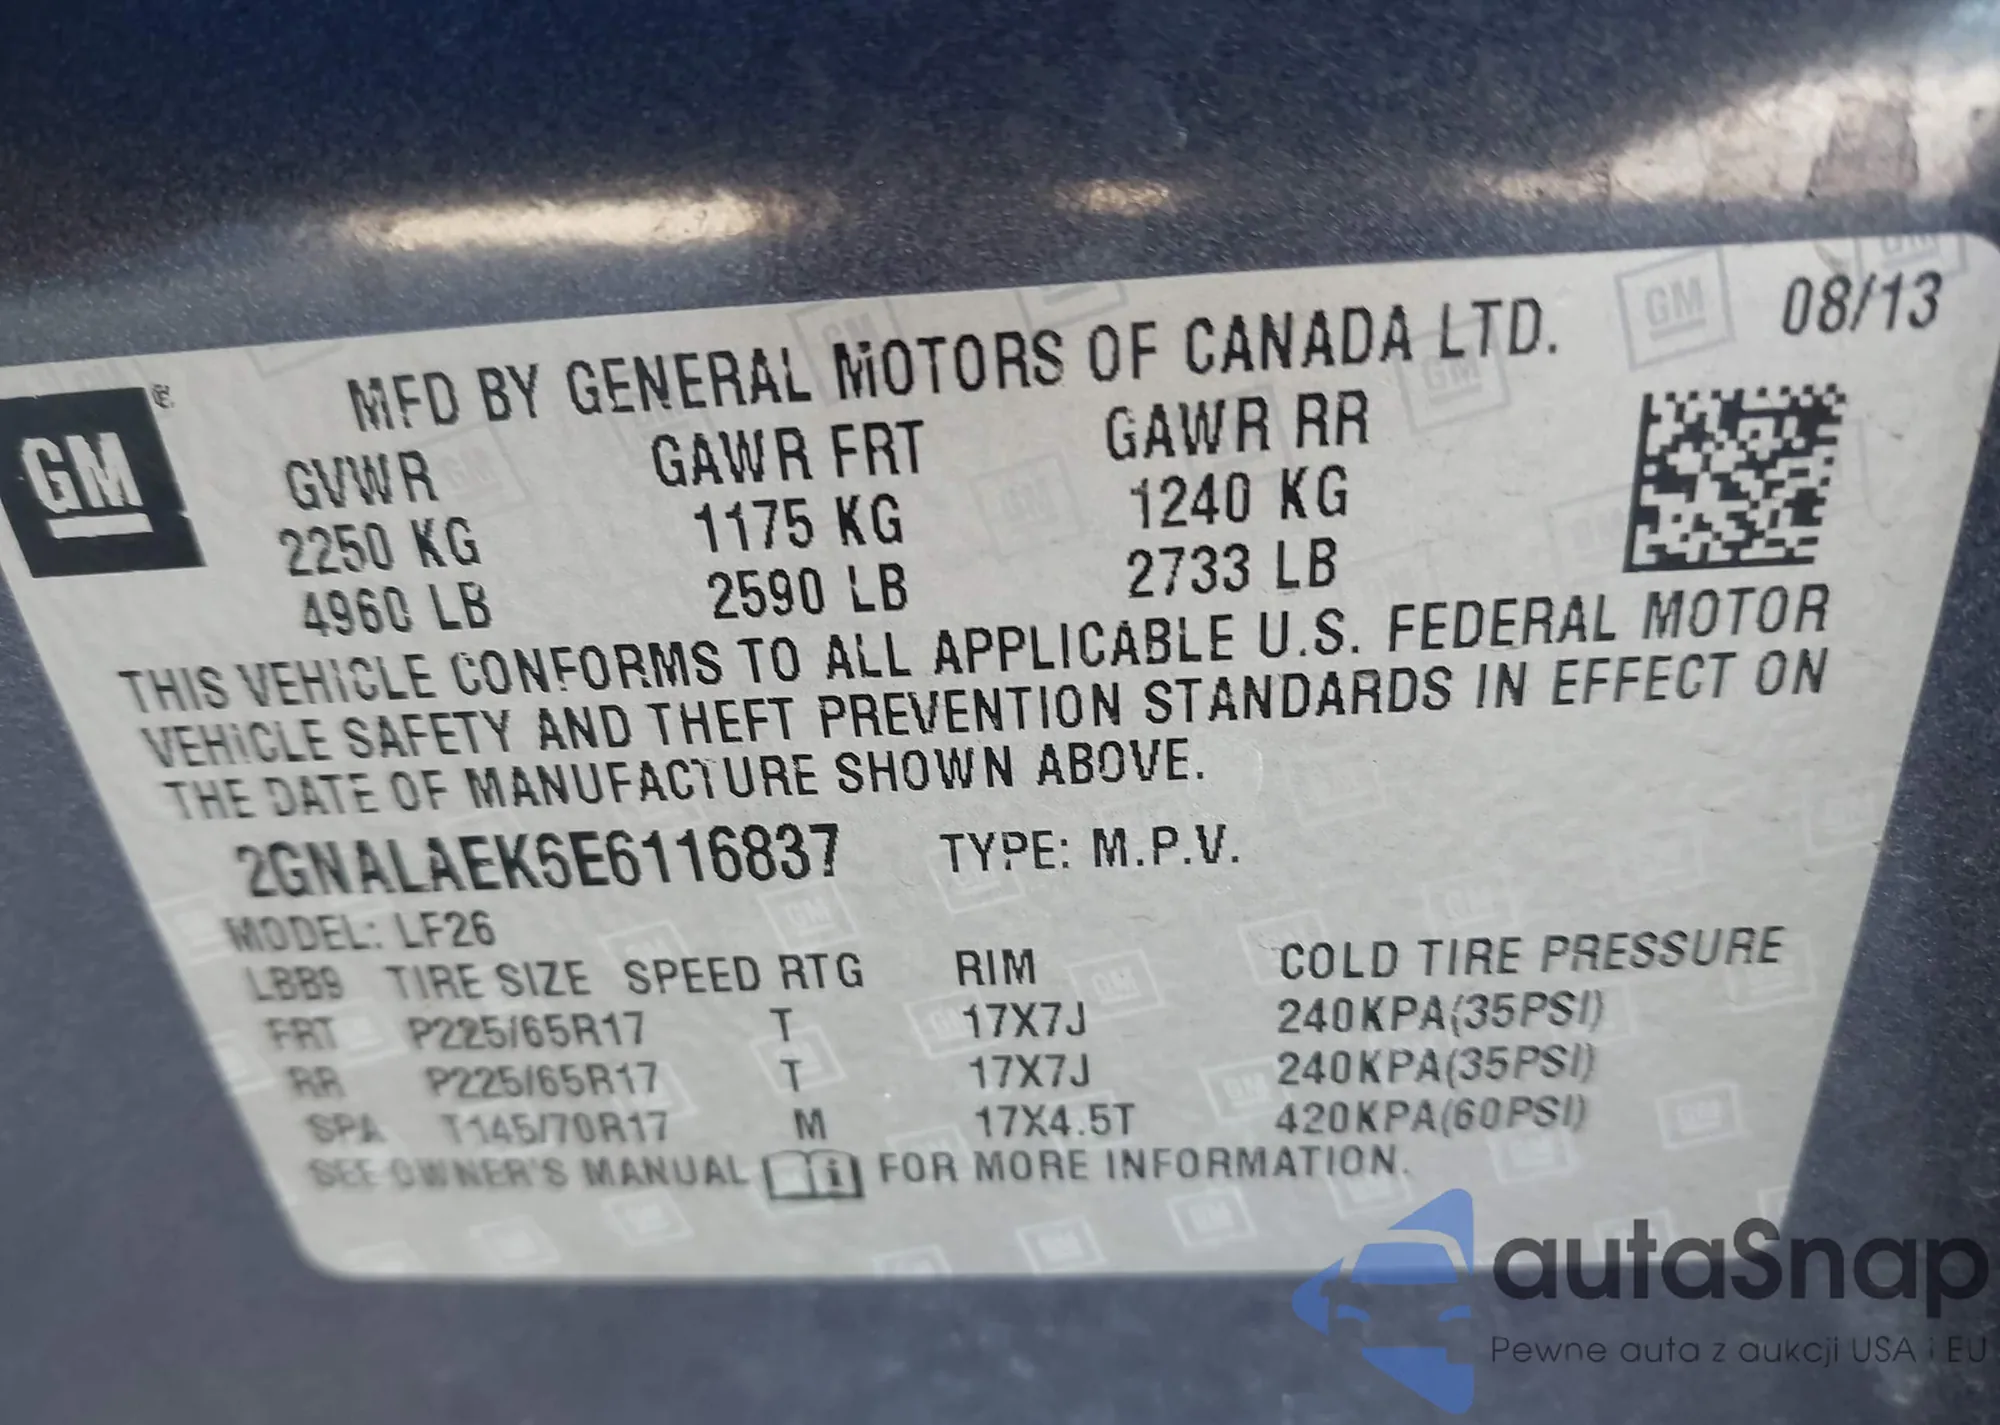 MFD BY GENERAL MOTORS OF CANADA LTD. 08/13
GM
GVWR GAWR FRT GAWR RR
2250 KG 1175 KG 1240 KG
4960 LB 2590 LB 2733 LB
THIS VEHICLE CONFORMS TO ALL APPLICABLE U.S. FEDERAL MOTOR
VEHICLE SAFETY AND THEFT PREVENTION STANDARDS IN EFFECT ON
THE DATE OF MANUFACTURE SHOWN ABOVE.
2GNALAEK6E6116837 TYPE: M.P.V.
MODEL: LF26
LBB9 TIRE SIZE SPEED RTG RIM COLD TIRE PRESSURE
FRT P225/65R17 T 17X7J 240KPA(35PSI)
RR P225/65R17 T 17X7J 240KPA(35PSI)
SPA T145/70R17 M 17X4.5T 420KPA(60PSI)
SEE OWNER'S MANUAL i FOR MORE INFORMATION.
autaSnap
Pewne auta z aukcji USA i EU